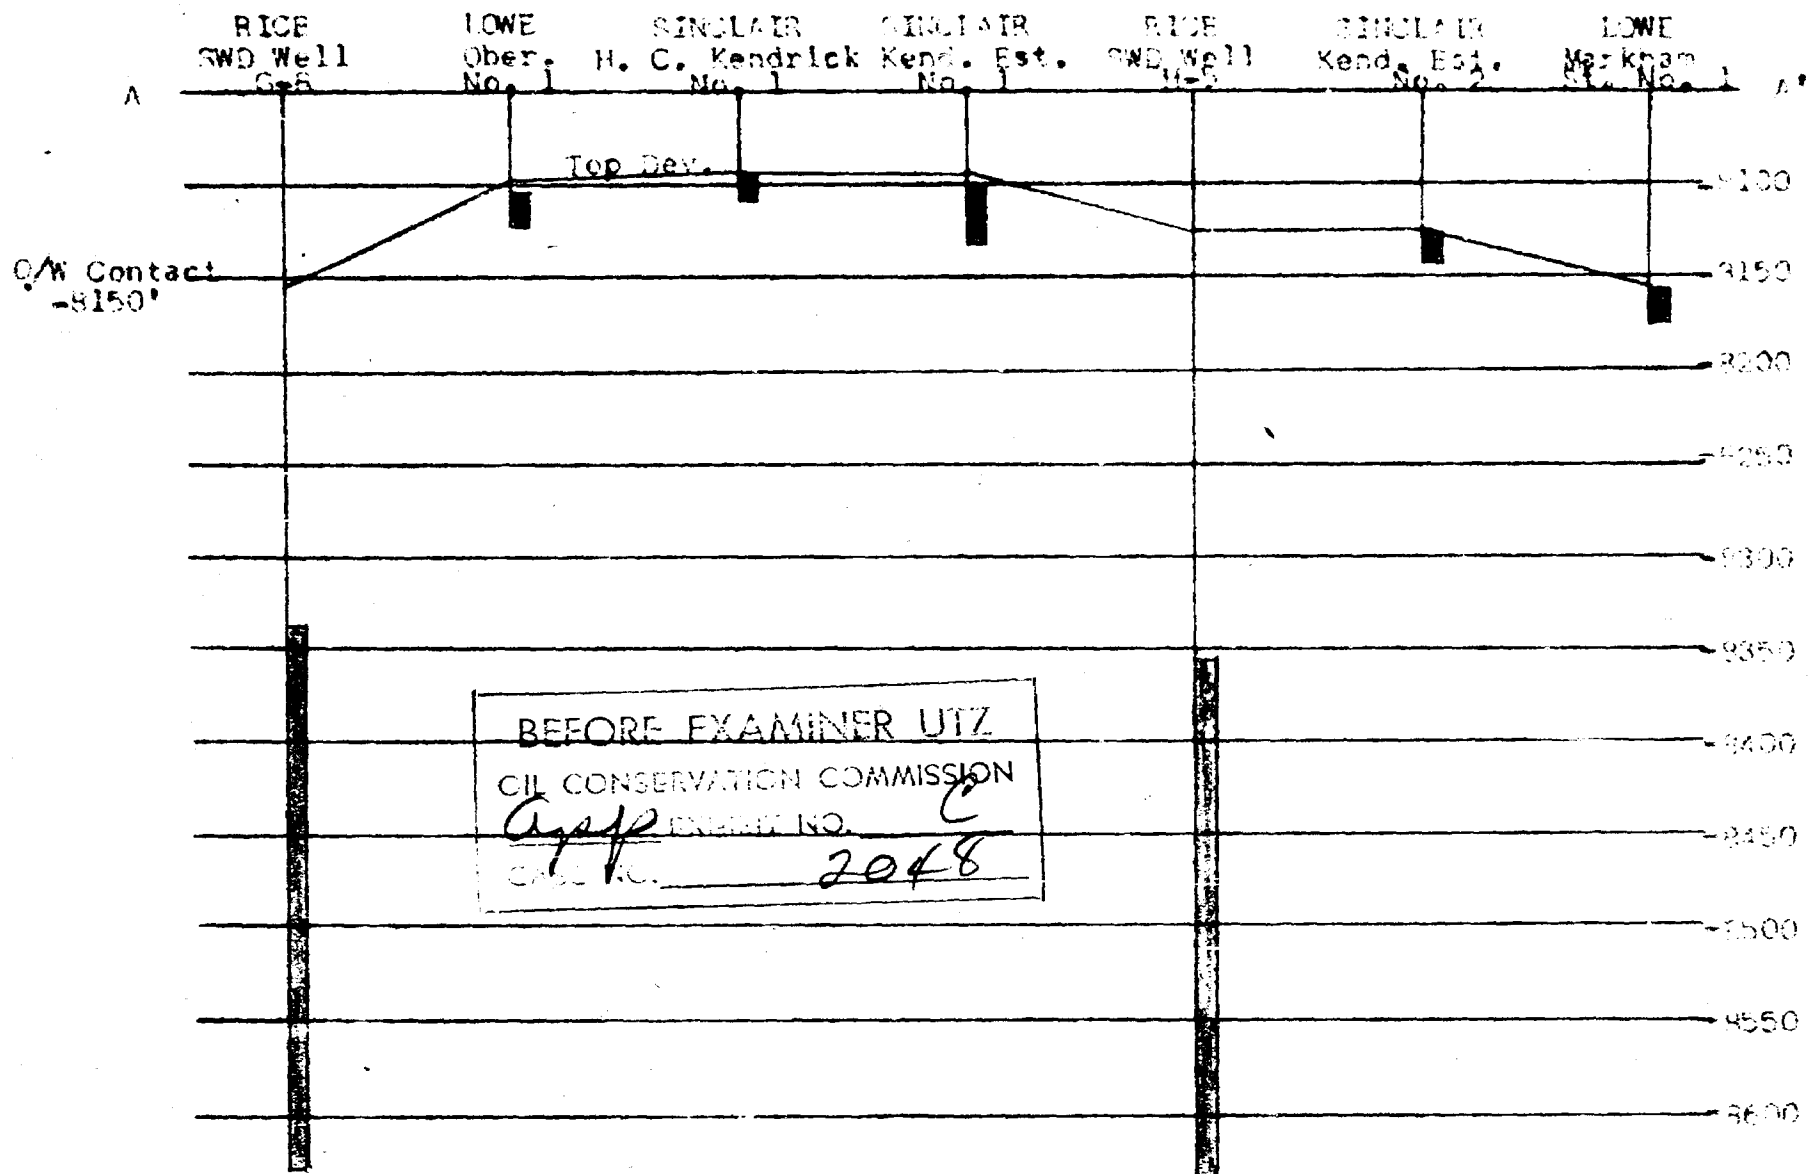 RICE
SWD Well
G-8
LOWE
Ober.
No. 1
SINCLAIR
H. C. Kendrick
No. 1
SINCLAIR
Kend. Est.
No. 1
RICE
SWD Well
SINCLAIR
Kend. Est.
No. 2
LOWE
Markham
St. No. 1
A
A'
Top Dev.
O/W Contact
-8150'
-8100
-8150
-8200
-8250
-8300
-8350
-8400
-8450
-8500
-8550
-8600
BEFORE EXAMINER UTZ
OIL CONSERVATION COMMISSION
App EXHIBIT NO. C
CASE NO. 2048